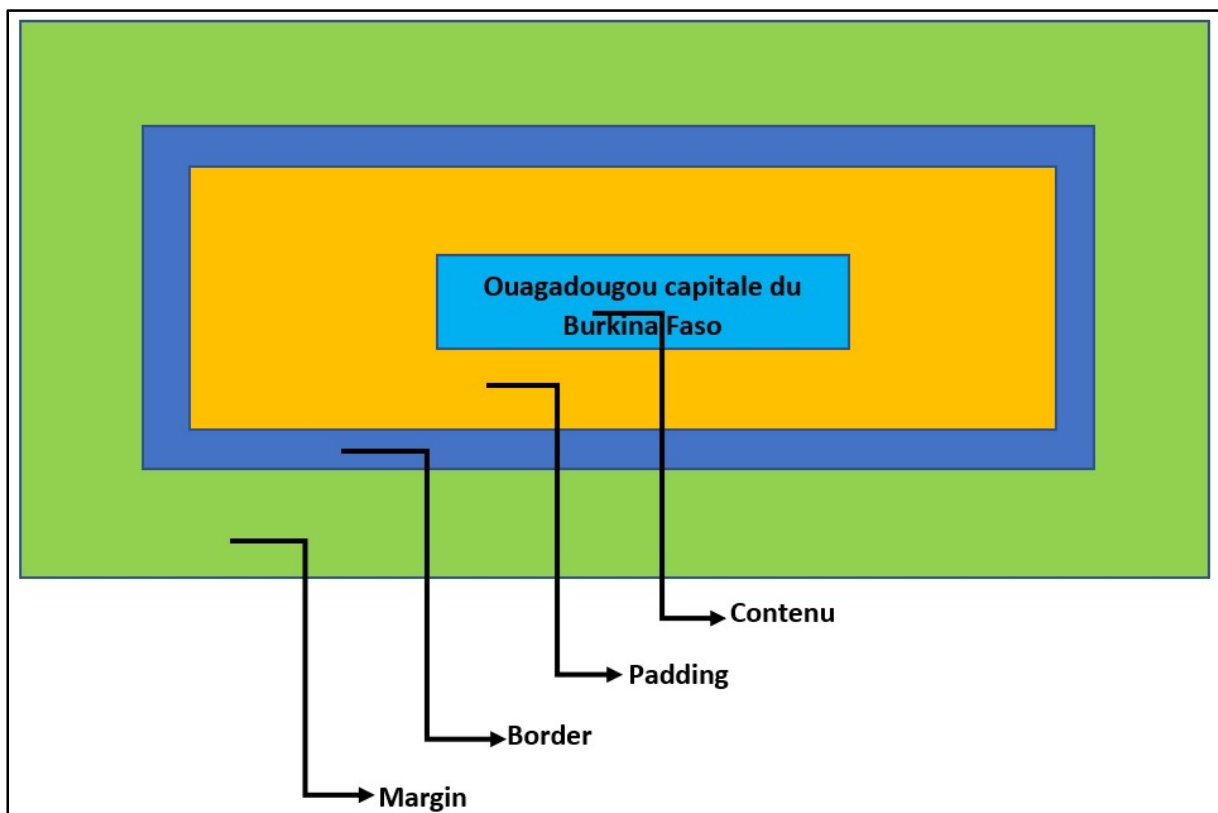 Ouagadougou capitale du
Burkina Faso
Contenu
Padding
Border
Margin